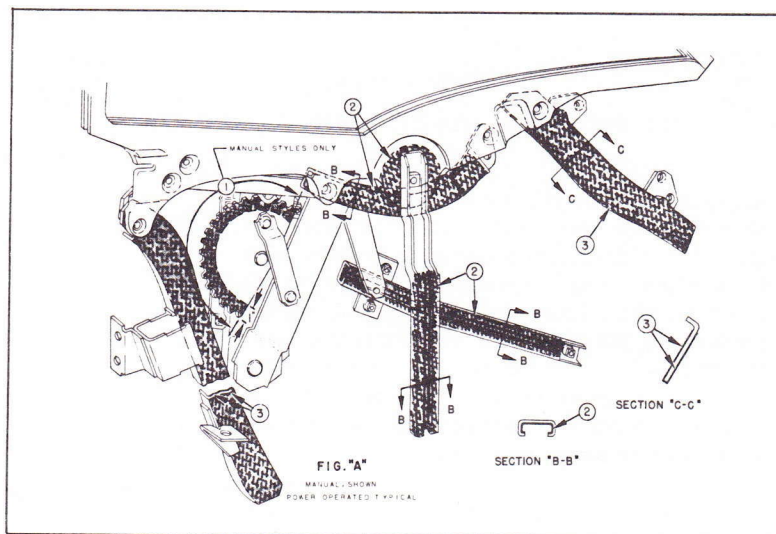 2
MANUAL STYLES ONLY
1
B
B
C
C
3
2
B
B
B
B
3
3
SECTION "C-C"
2
SECTION "B-B"
FIG. "A"
MANUAL, SHOWN
POWER OPERATED TYPICAL